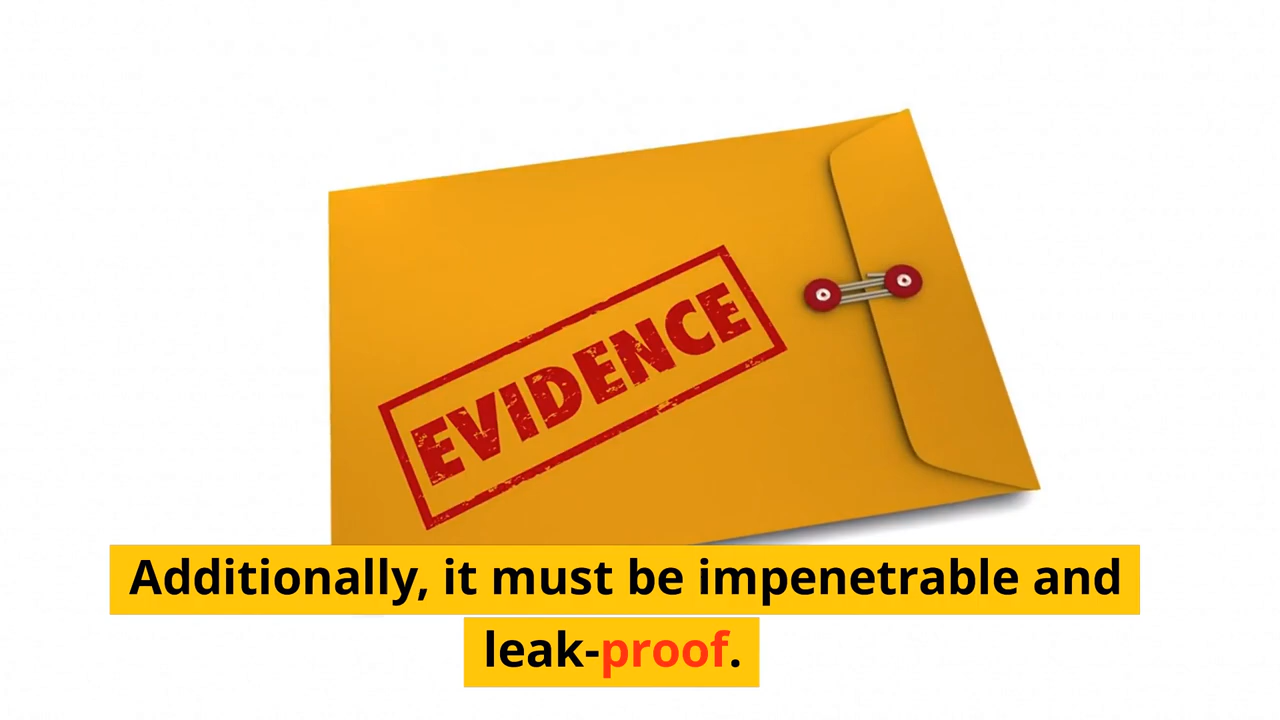 EVIDENCE
Additionally, it must be impenetrable and
leak-proof.